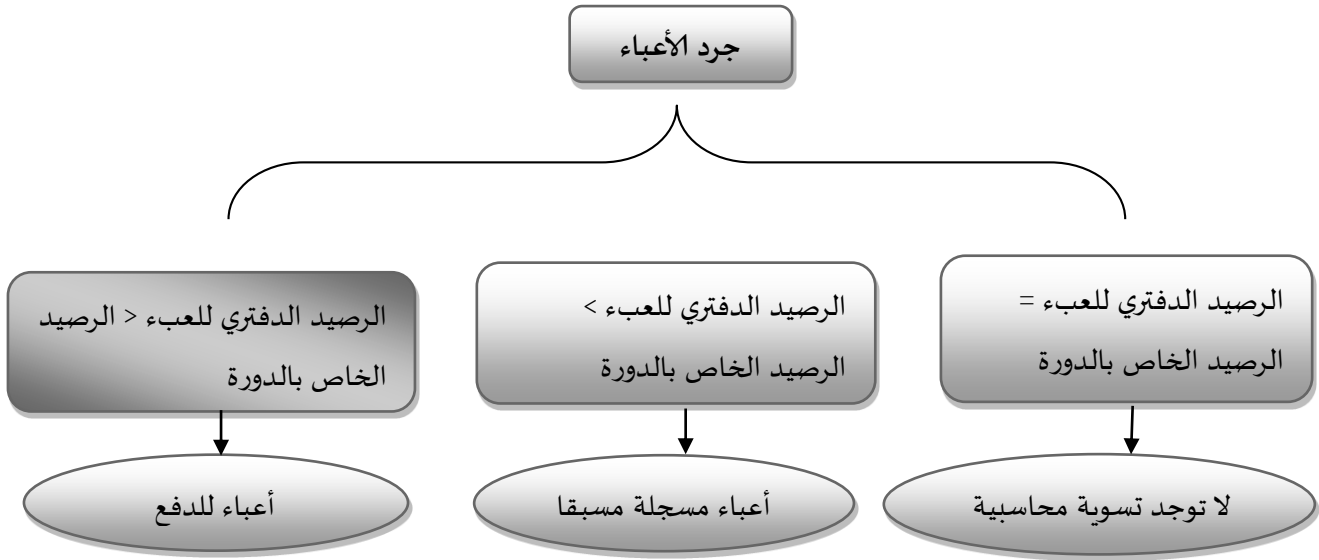 جرد الأعباء
الرصيد الدفتري للعبء =
الرصيد الخاص بالدورة
الرصيد الدفتري للعبء >
الرصيد الخاص بالدورة
الرصيد الدفتري للعبء < الرصيد
الخاص بالدورة
لا توجد تسوية محاسبية
أعباء مسجلة مسبقا
أعباء للدفع